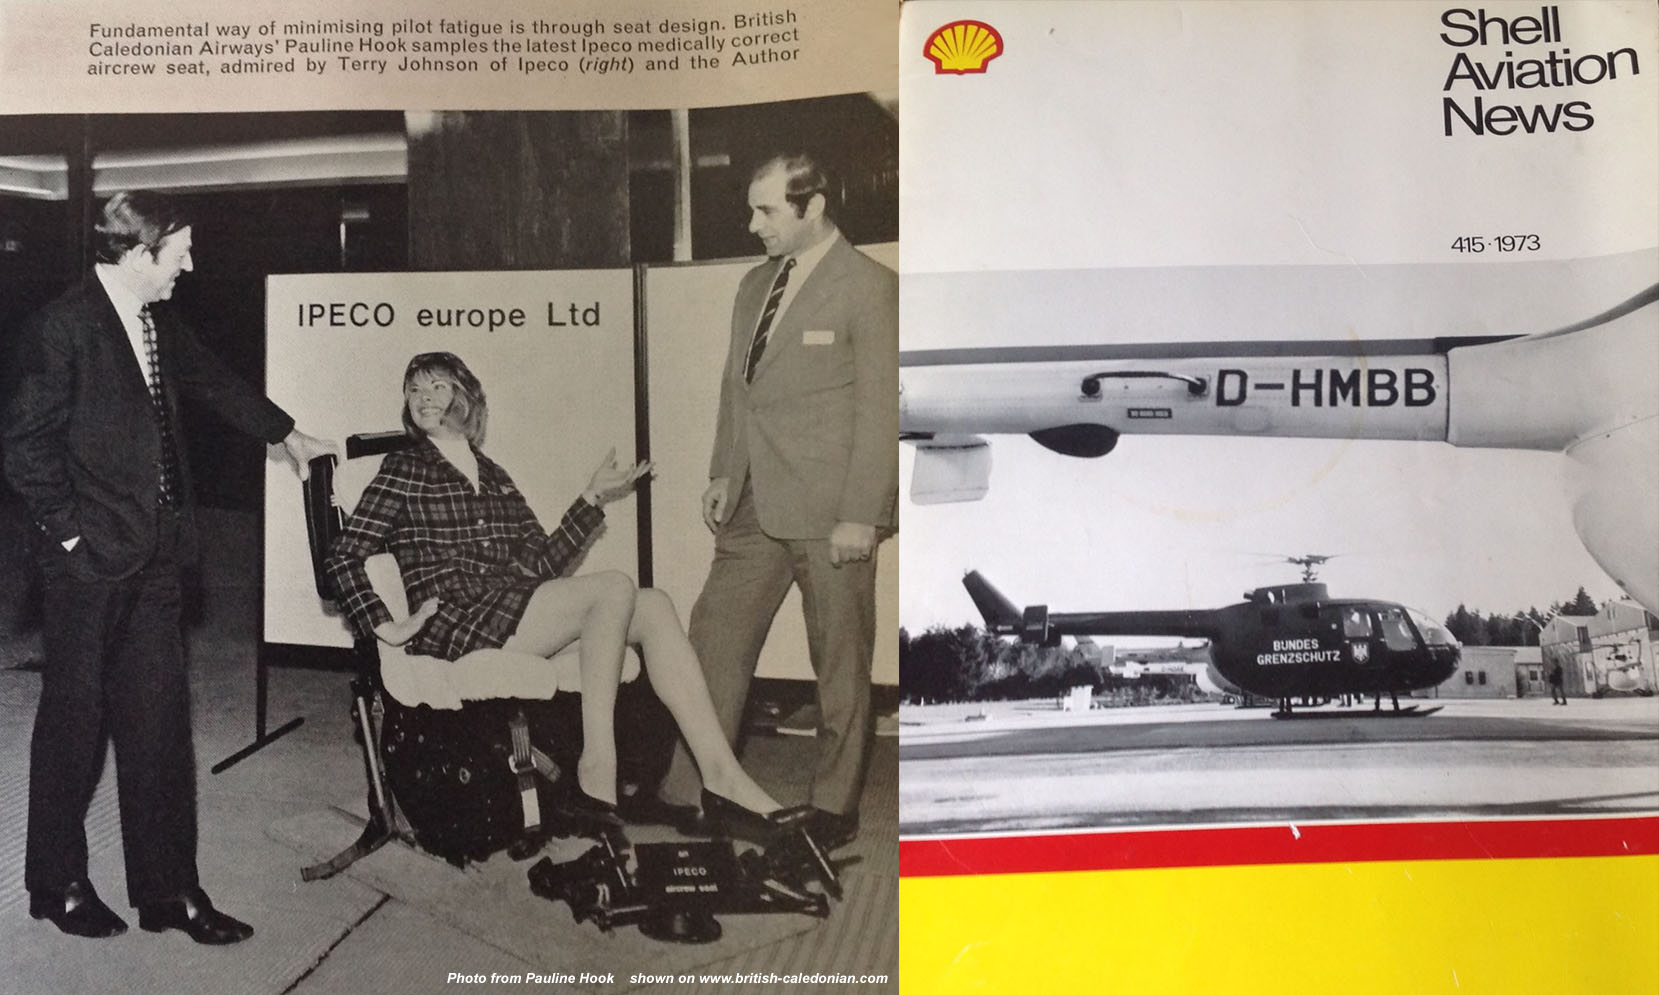 Fundamental way of minimising pilot fatigue is through seat design. British
Caledonian Airways' Pauline Hook samples the latest Ipeco medically correct
aircrew seat, admired by Terry Johnson of Ipeco (right) and the Author
IPECO europe Ltd
IPECO
aircrew seat
Photo from Pauline Hook shown on www.british-caledonian.com
Shell
Aviation
News
415·1973
D-HMBB
BUNDES
GRENZSCHUTZ